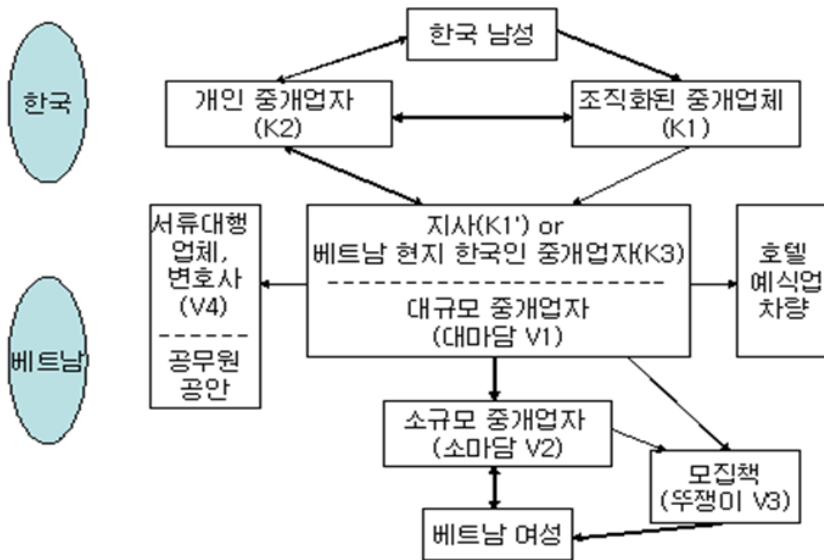 한국 남성
한국
개인 중개업자
(K2)
조직화된 중개업체
(K1)
서류대행
업체,
변호사
(V4)
공무원
공안
지사(K1') or
베트남 현지 한국인 중개업자(K3)
대규모 중개업자
(대마담 V1)
호텔
예식업
차량
베트남
소규모 중개업자
(소마담 V2)
모집책
(뚜쟁이 V3)
베트남 여성